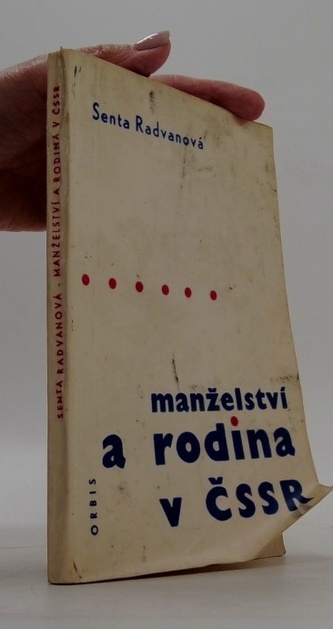 SENTA RADVANOVÁ - MANŽELSTVÍ A RODINA V ČSSR
Senta Radvanová
manželství
a rodina
v ČSSR
ORBIS